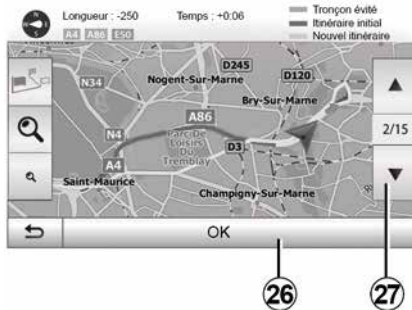 Longueur : -250 Temps : +0:06
A4 A86 E50
Tronçon évité
Itinéraire initial
Nouvel itinéraire
D245
D120
N34
Nogent-Sur-Marne
Bry-Sur-Marne
A86
2/15
N4
Parc De
Loisirs
Du
Tremblay
D3
A4
Saint-Maurice
Champigny-Sur-Marne
OK
26
27